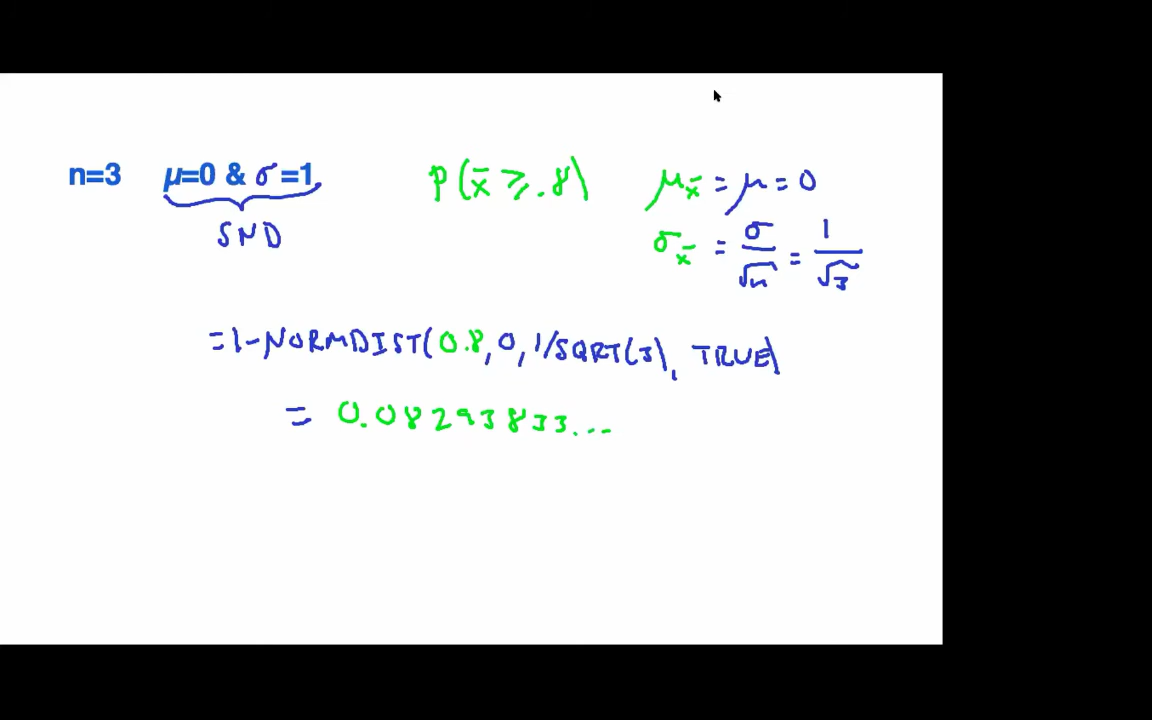 n=3 μ=0 & σ=1 P(x̄ ≥ .8) μx̄ = μ = 0
SND σx̄ = σ/√n = 1/√3
=1-NORMDIST(0.8,0,1/SQRT(3), TRUE)
= 0.08293833...